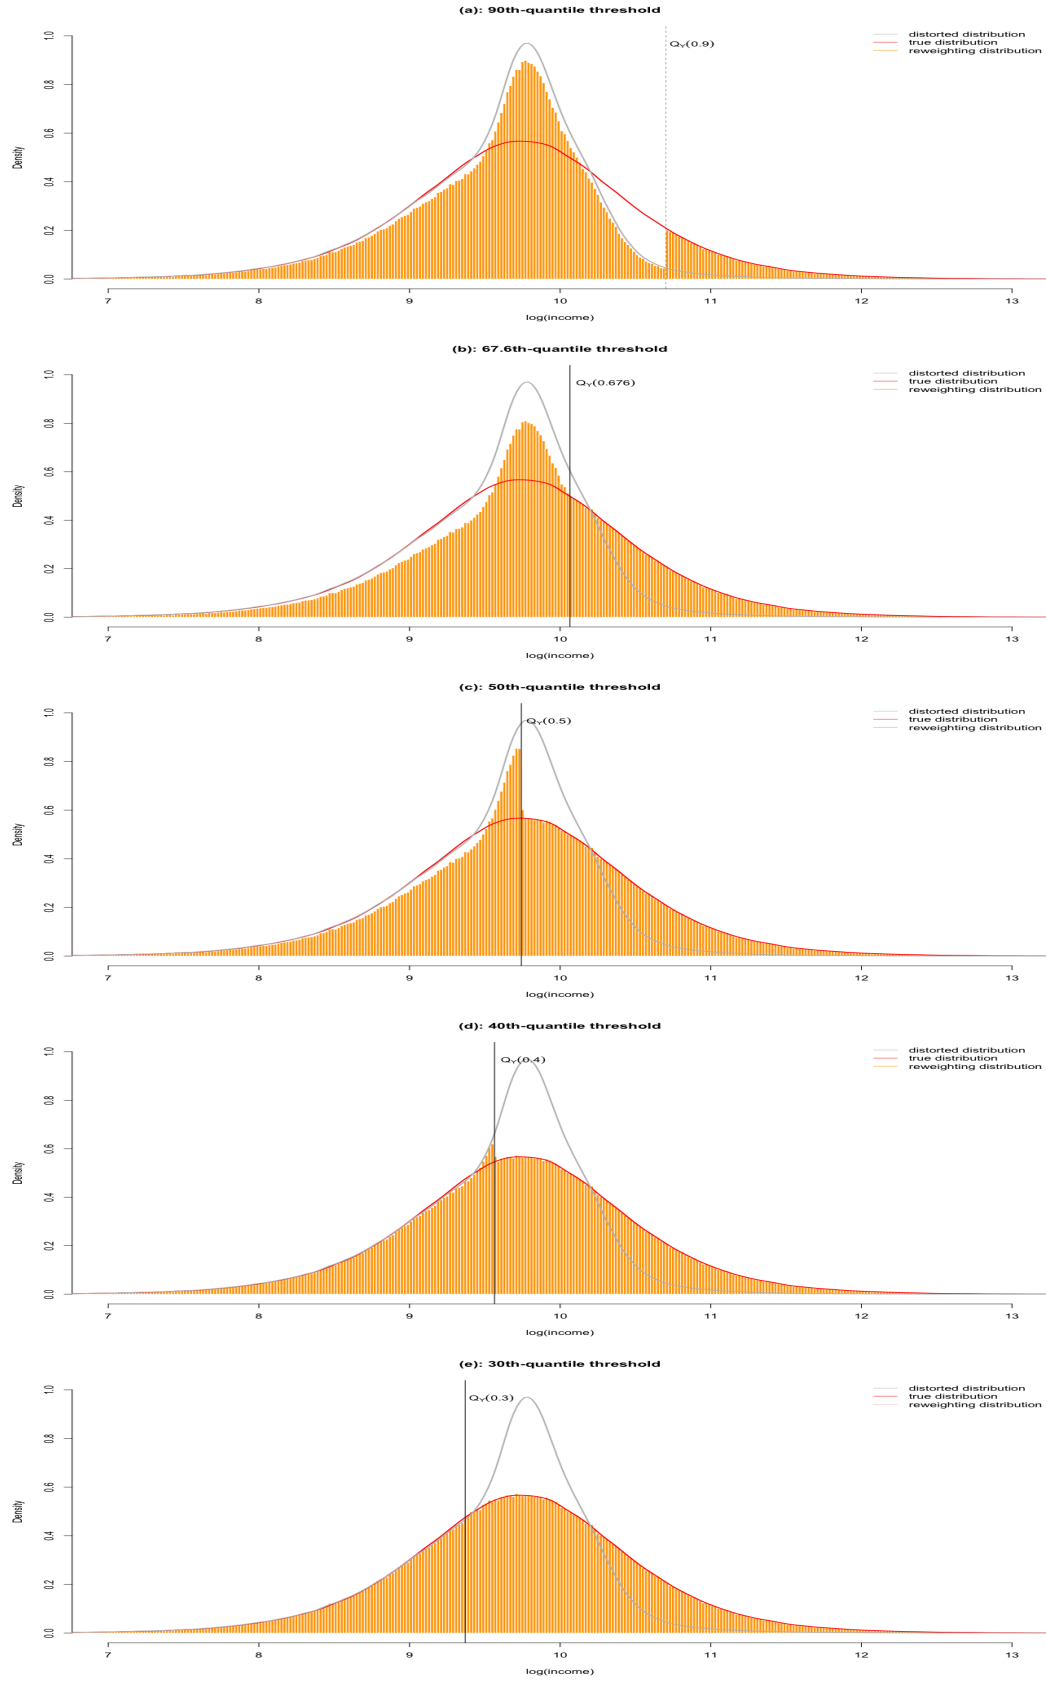 (a): 90th-quantile threshold
Q_Y(0.9)
distorted distribution
true distribution
reweighting distribution
Density
0.0 0.2 0.4 0.6 0.8 1.0
7 8 9 10 11 12 13
log(income)
(b): 67.6th-quantile threshold
Q_Y(0.676)
distorted distribution
true distribution
reweighting distribution
Density
0.0 0.2 0.4 0.6 0.8 1.0
7 8 9 10 11 12 13
log(income)
(c): 50th-quantile threshold
Q_Y(0.5)
distorted distribution
true distribution
reweighting distribution
Density
0.0 0.2 0.4 0.6 0.8 1.0
7 8 9 10 11 12 13
log(income)
(d): 40th-quantile threshold
Q_Y(0.4)
distorted distribution
true distribution
reweighting distribution
Density
0.0 0.2 0.4 0.6 0.8 1.0
7 8 9 10 11 12 13
log(income)
(e): 30th-quantile threshold
Q_Y(0.3)
distorted distribution
true distribution
reweighting distribution
Density
0.0 0.2 0.4 0.6 0.8 1.0
7 8 9 10 11 12 13
log(income)